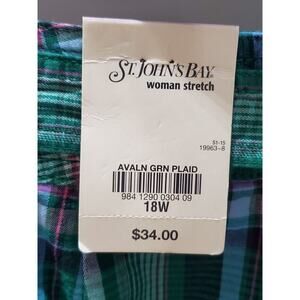 ST. JOHN'S BAY
woman stretch
51-15
19963-8
AVALN GRN PLAID
984 1290 0304 09
18W
$34.00